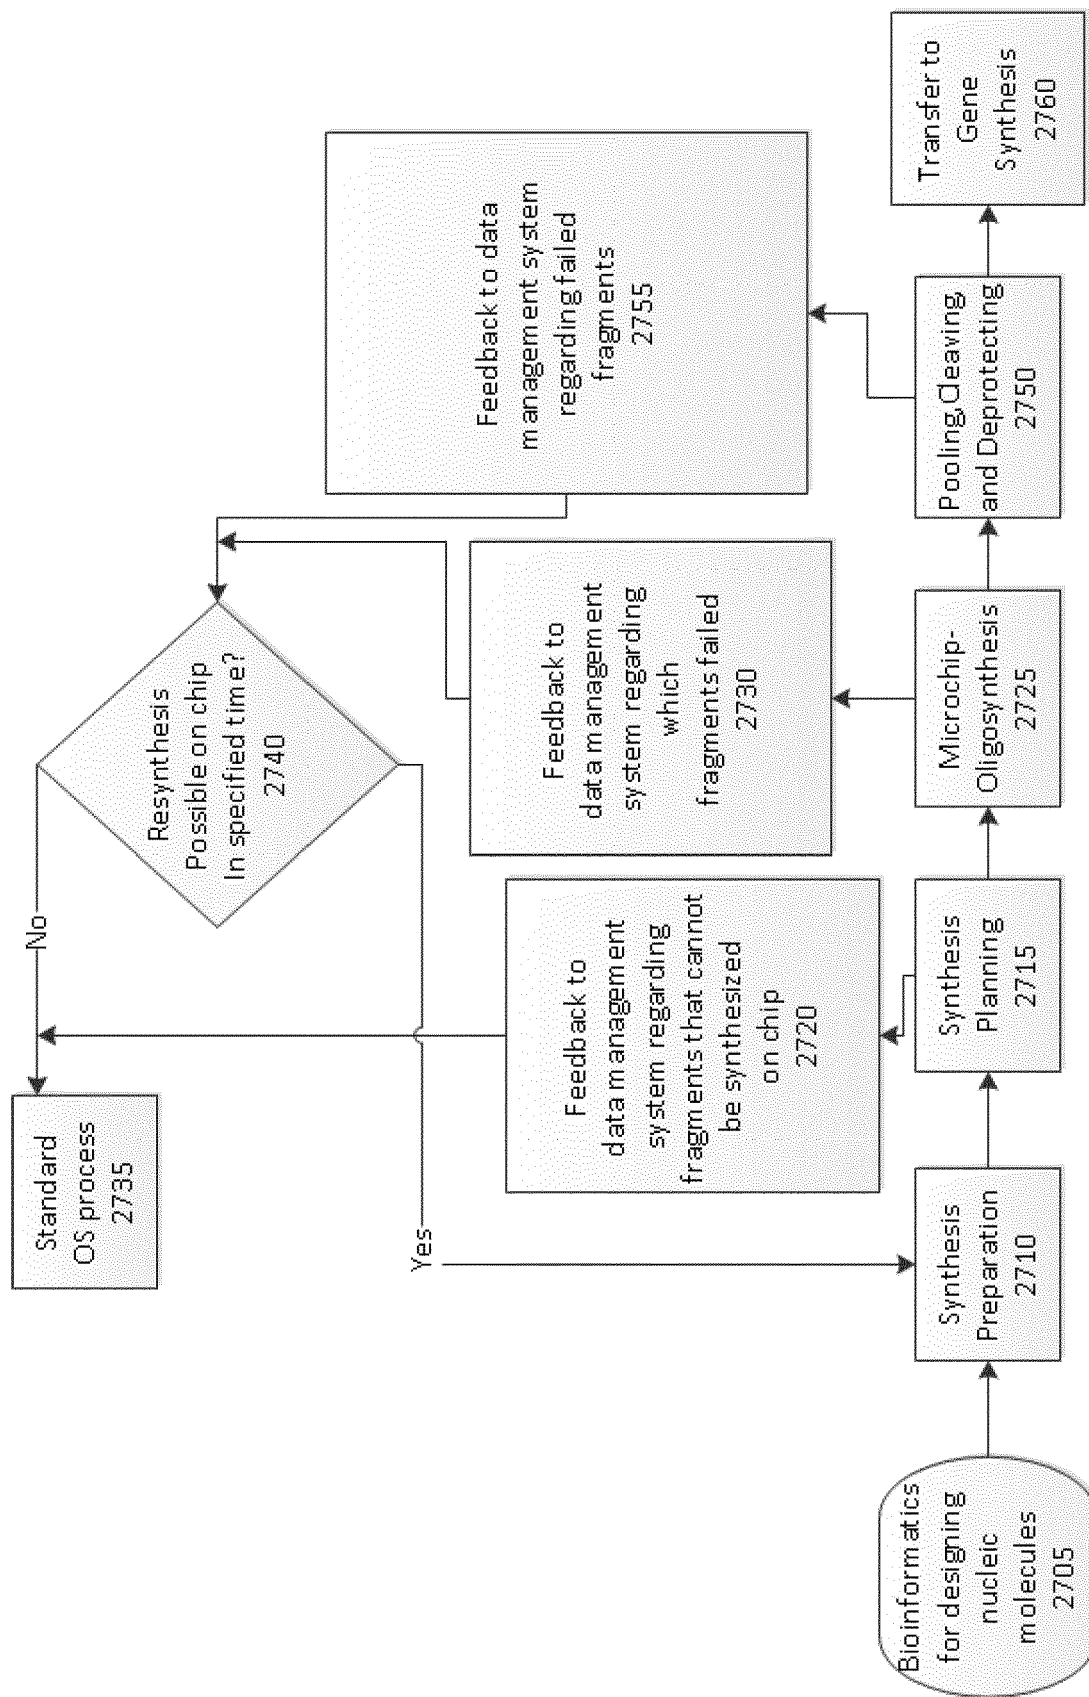 Standard
OS process
2735
No
Resynthesis
Possible on chip
In specified time?
2740
Yes
Feedback to
data management
system regarding
fragments that cannot
be synthesized
on chip
2720
Feedback to
data management
system regarding
which
fragments failed
2730
Feedback to data
management system
regarding failed
fragments
2755
Bioinformatics
for designing
nucleic
molecules
2705
Synthesis
Preparation
2710
Synthesis
Planning
2715
Microchip-
Oligosynthesis
2725
Pooling,Cleaving,
and Deprotecting
2750
Transfer to
Gene
Synthesis
2760